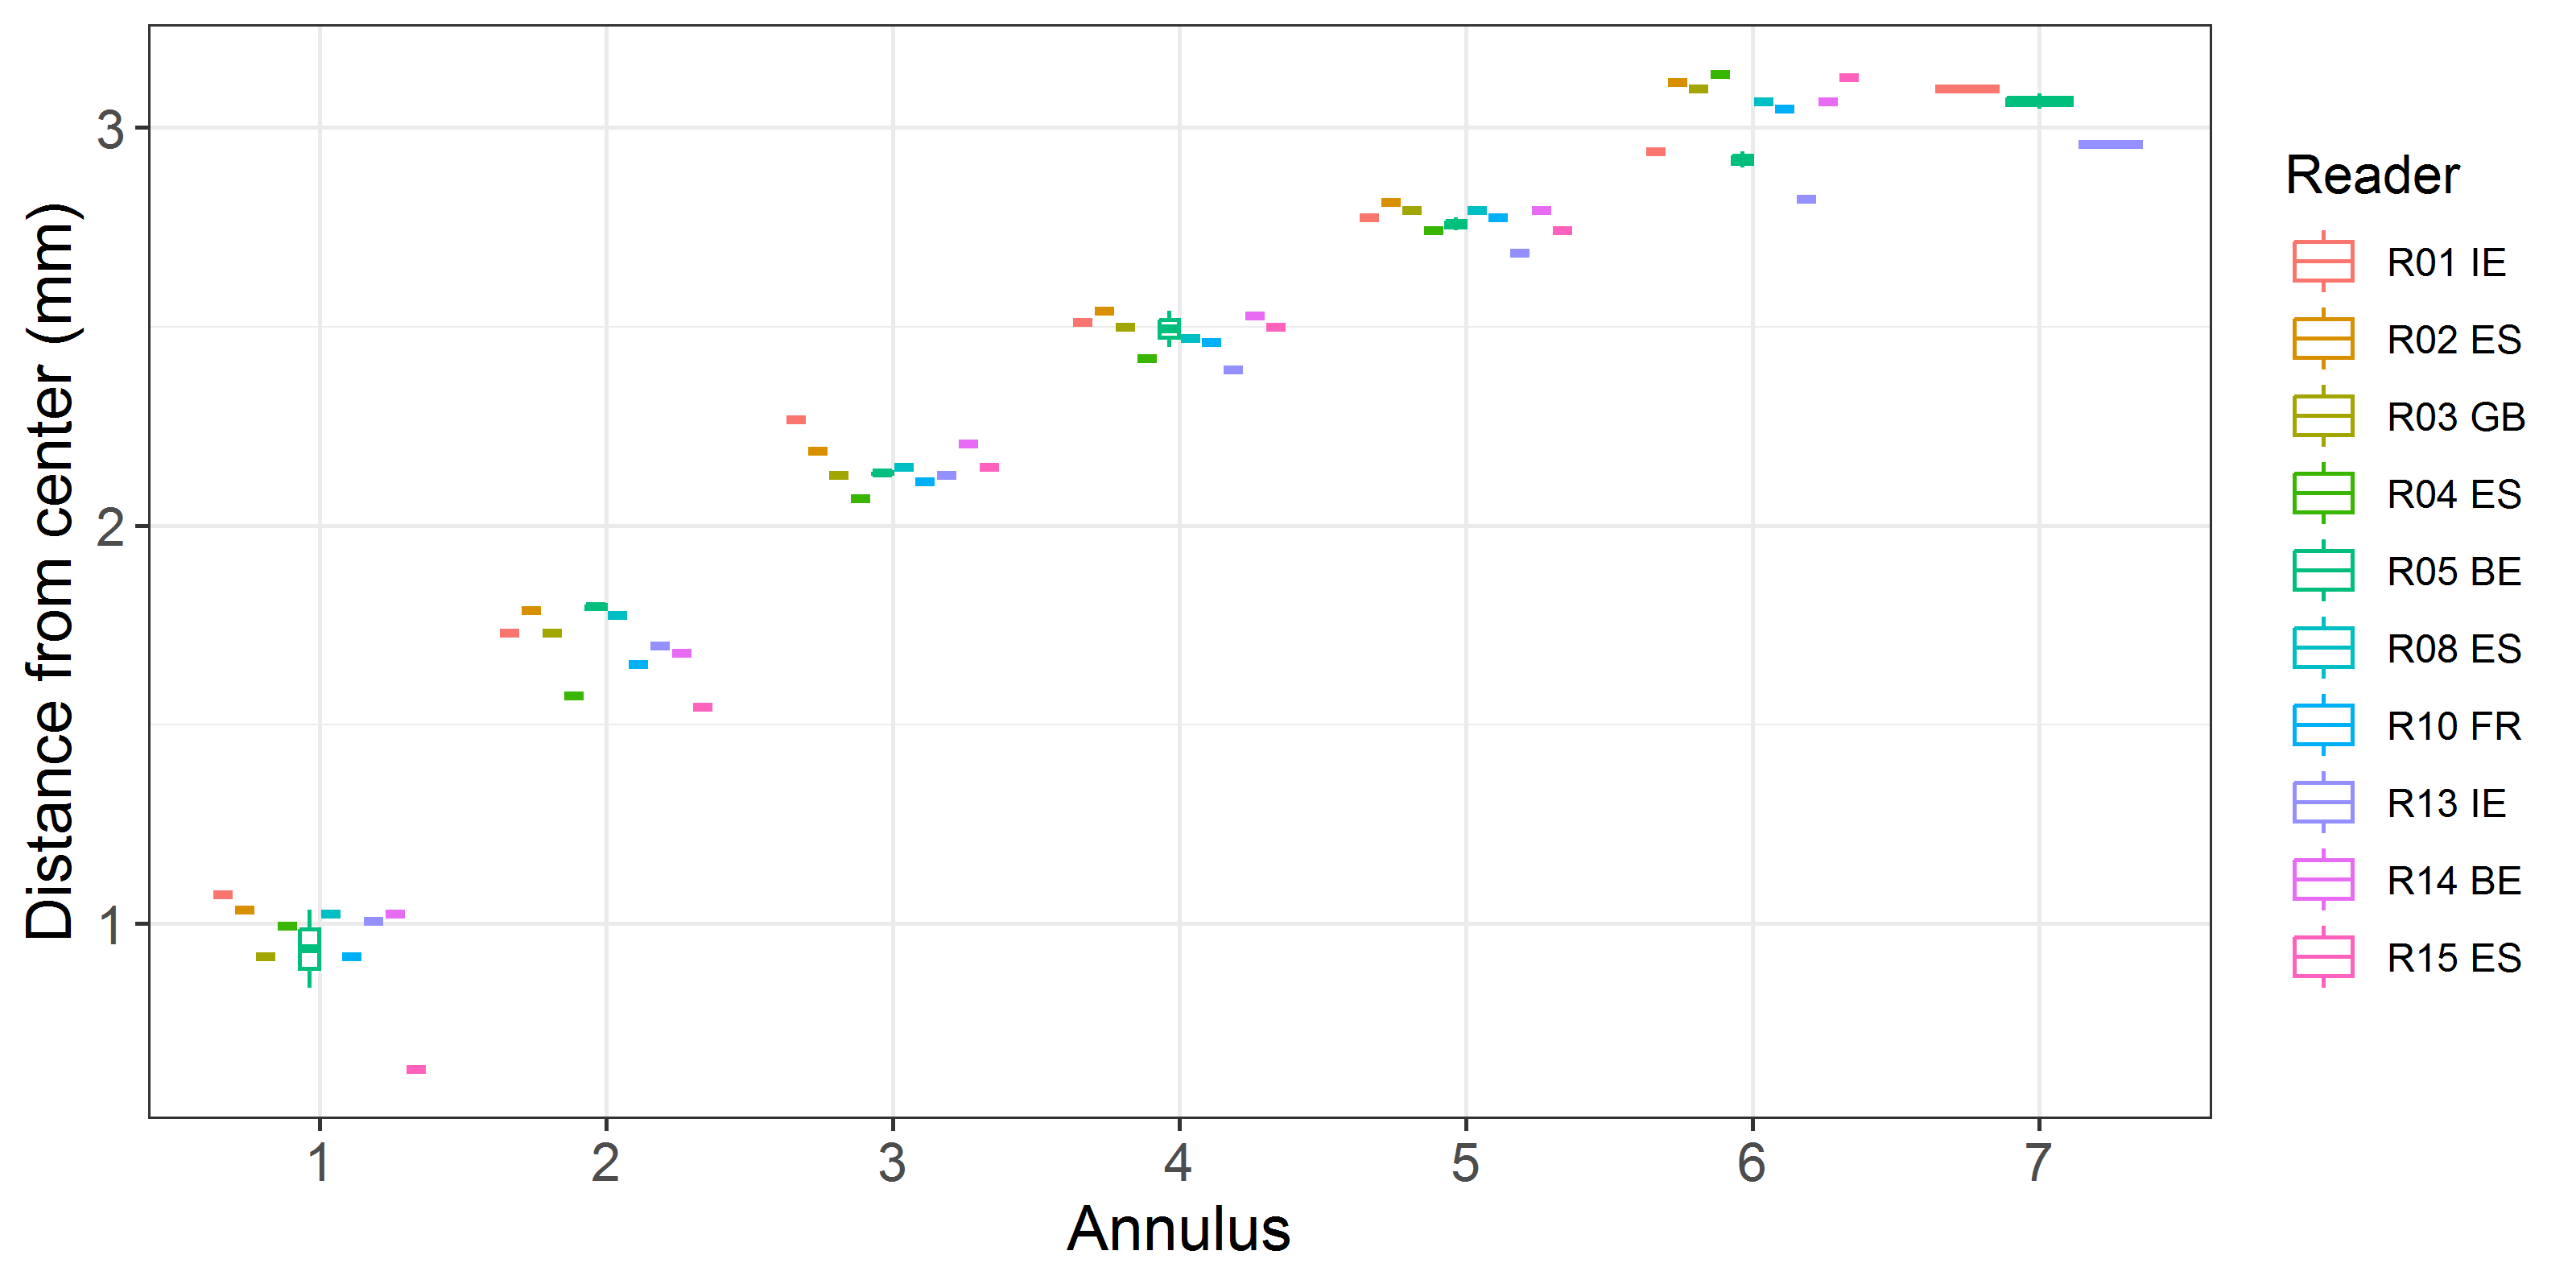 Distance from center (mm)
3
2
1
1 2 3 4 5 6 7
Annulus
Reader
R01 IE
R02 ES
R03 GB
R04 ES
R05 BE
R08 ES
R10 FR
R13 IE
R14 BE
R15 ES